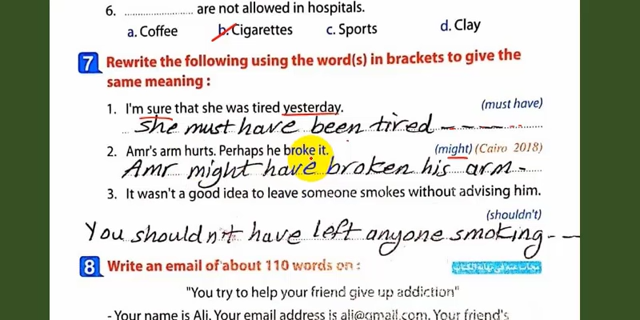 6. .................. are not allowed in hospitals.
a. Coffee b. Cigarettes c. Sports d. Clay
7 Rewrite the following using the word(s) in brackets to give the same meaning :
1. I'm sure that she was tired yesterday. (must have)
She must have been tired
2. Amr's arm hurts. Perhaps he broke it. (might) (Cairo 2018)
Amr might have broken his arm
3. It wasn't a good idea to leave someone smokes without advising him.
(shouldn't)
You shouldn't have left anyone smoking
8 Write an email of about 110 words on :
"You try to help your friend give up addiction"
- Your name is Ali. Your email address is ali@gmail.com. Your friend's